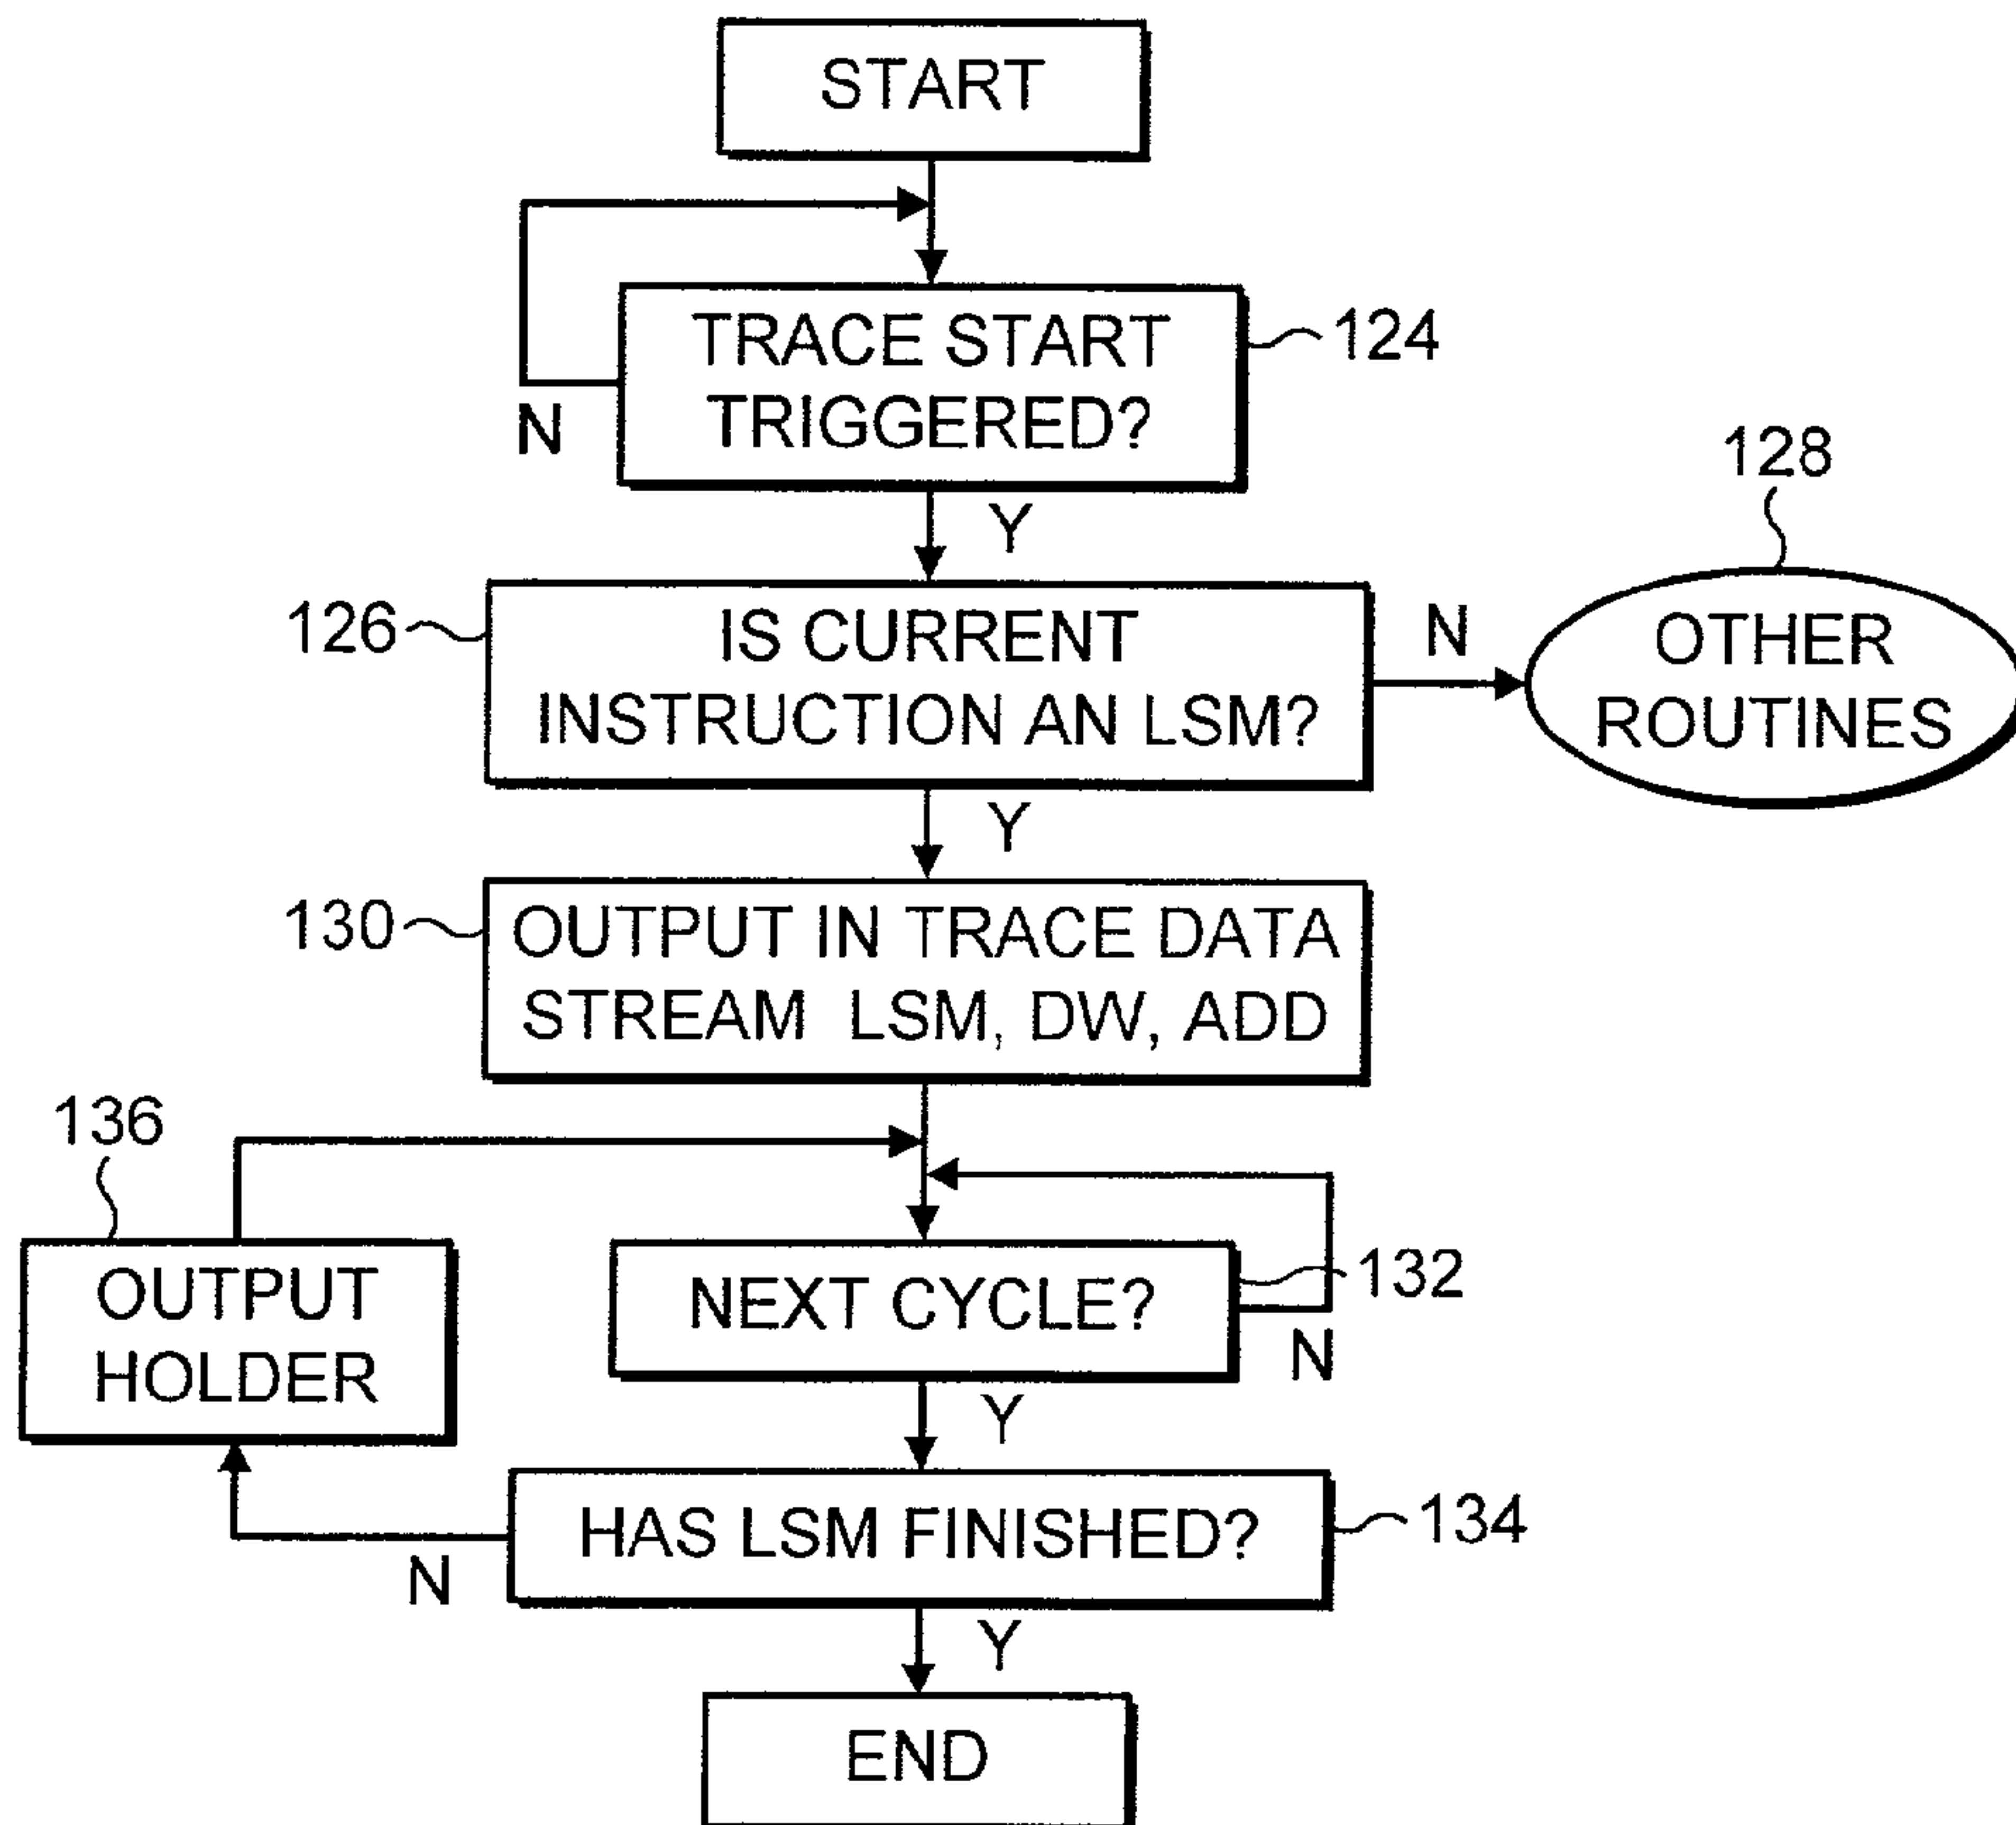 START
TRACE START
TRIGGERED?
124
N
Y
128
126
IS CURRENT
INSTRUCTION AN LSM?
N
OTHER
ROUTINES
Y
130
OUTPUT IN TRACE DATA
STREAM LSM, DW, ADD
136
OUTPUT
HOLDER
NEXT CYCLE?
132
N
Y
HAS LSM FINISHED?
134
N
Y
END